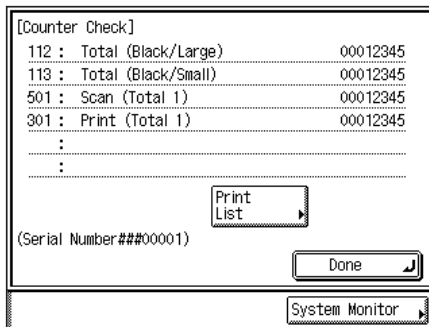 [Counter Check]
112 : Total (Black/Large) 00012345
113 : Total (Black/Small) 00012345
501 : Scan (Total 1) 00012345
301 : Print (Total 1) 00012345
:
:
Print
List
(Serial Number###00001)
Done
System Monitor